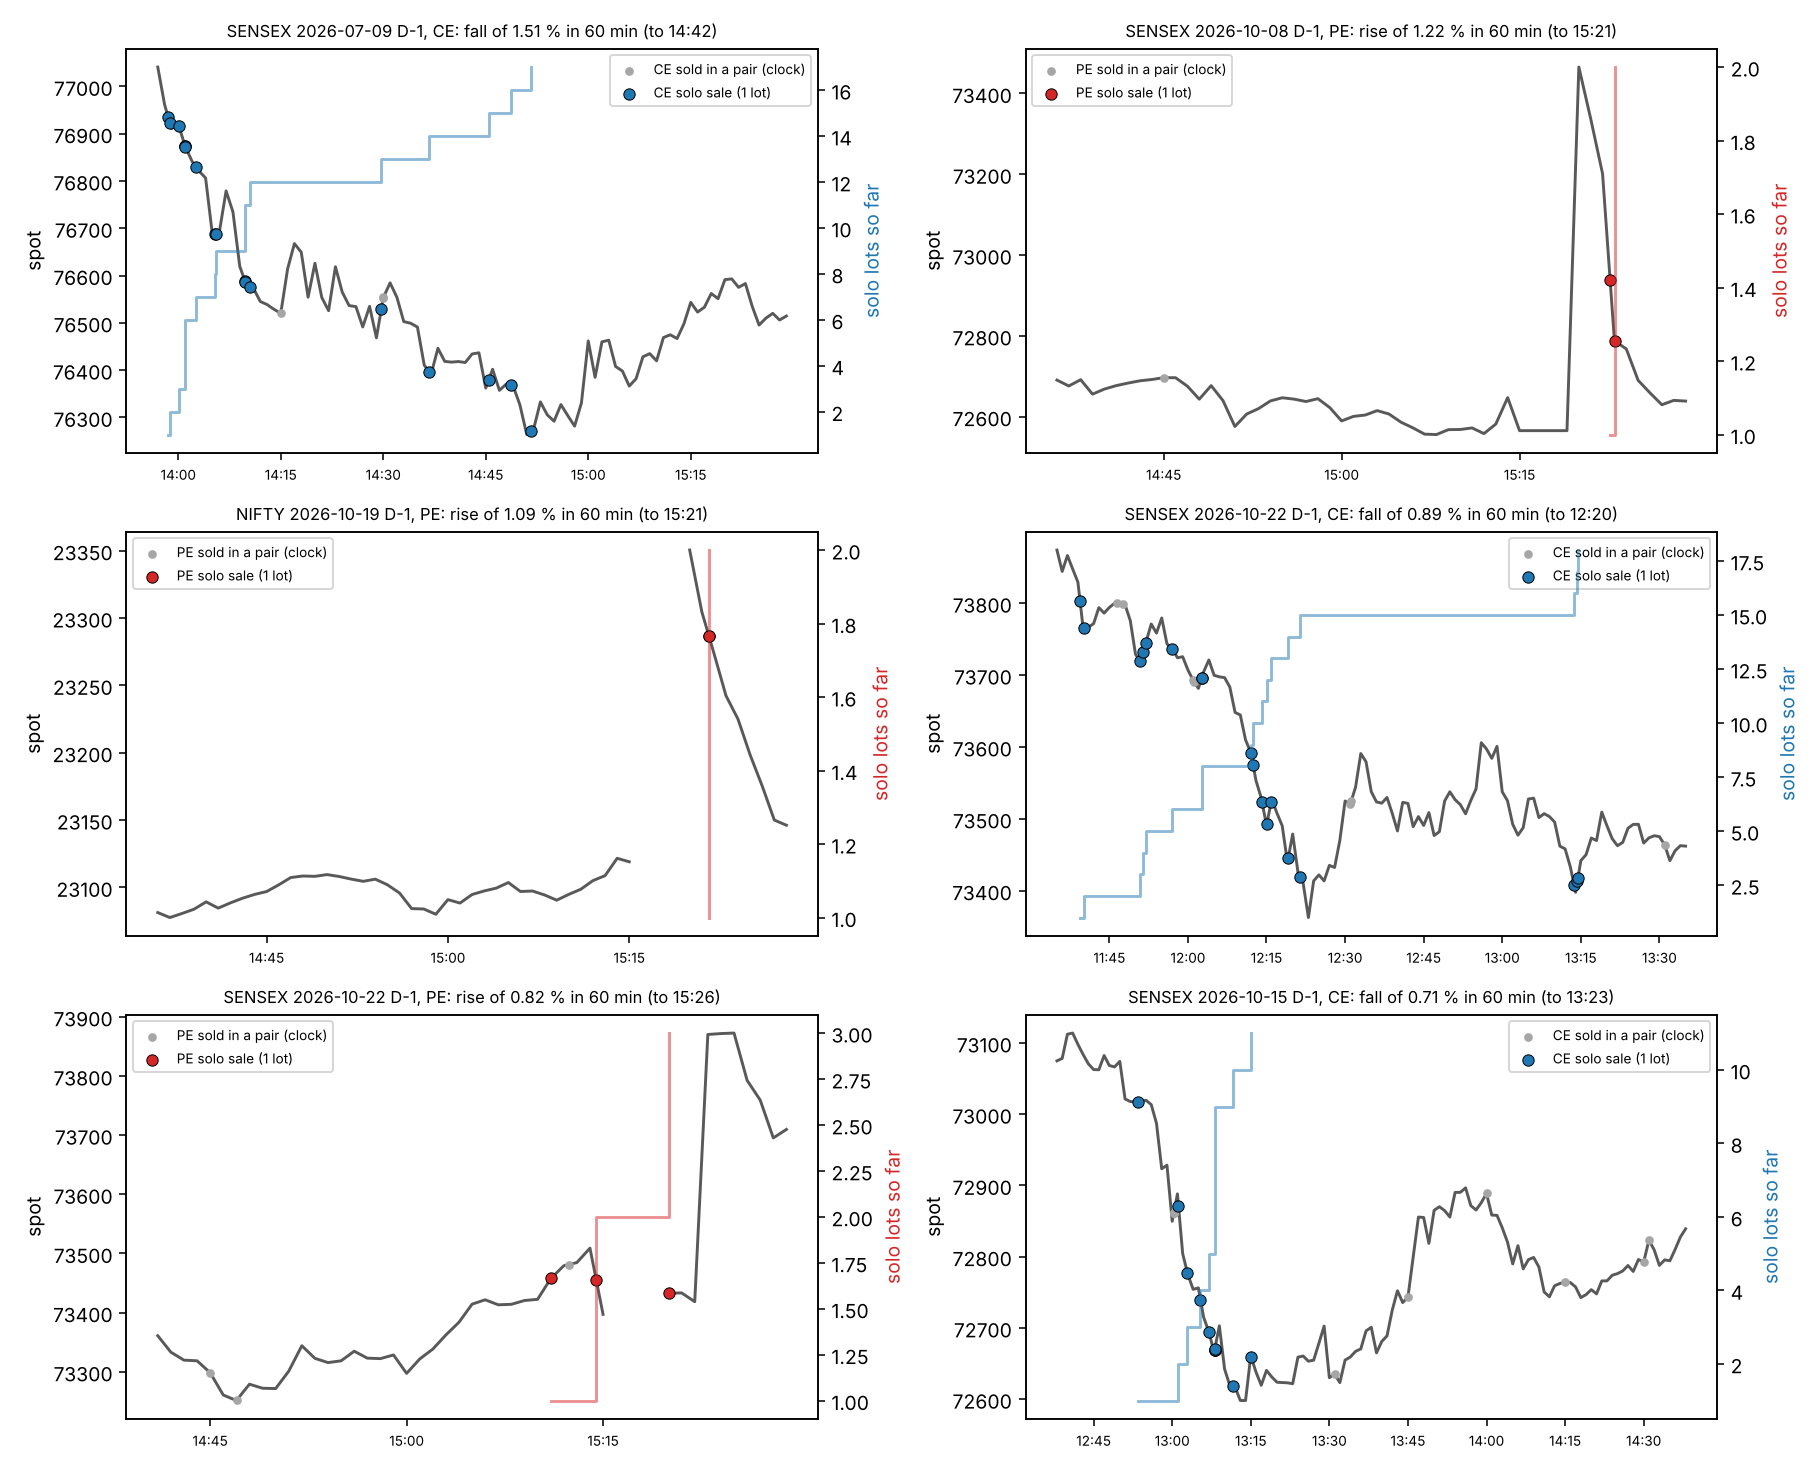 SENSEX 2026-07-09 D-1, CE: fall of 1.51 % in 60 min (to 14:42)
CE sold in a pair (clock)
CE solo sale (1 lot)
77000
76900
76800
76700
76600
76500
76400
76300
spot
16
14
12
10
8
6
4
2
solo lots so far
14:00 14:15 14:30 14:45 15:00 15:15
SENSEX 2026-10-08 D-1, PE: rise of 1.22 % in 60 min (to 15:21)
PE sold in a pair (clock)
PE solo sale (1 lot)
73400
73200
73000
72800
72600
spot
2.0
1.8
1.6
1.4
1.2
1.0
solo lots so far
14:45 15:00 15:15
NIFTY 2026-10-19 D-1, PE: rise of 1.09 % in 60 min (to 15:21)
PE sold in a pair (clock)
PE solo sale (1 lot)
23350
23300
23250
23200
23150
23100
spot
2.0
1.8
1.6
1.4
1.2
1.0
solo lots so far
14:45 15:00 15:15
SENSEX 2026-10-22 D-1, CE: fall of 0.89 % in 60 min (to 12:20)
CE sold in a pair (clock)
CE solo sale (1 lot)
73800
73700
73600
73500
73400
spot
17.5
15.0
12.5
10.0
7.5
5.0
2.5
solo lots so far
11:45 12:00 12:15 12:30 12:45 13:00 13:15 13:30
SENSEX 2026-10-22 D-1, PE: rise of 0.82 % in 60 min (to 15:26)
PE sold in a pair (clock)
PE solo sale (1 lot)
73900
73800
73700
73600
73500
73400
73300
spot
3.00
2.75
2.50
2.25
2.00
1.75
1.50
1.25
1.00
solo lots so far
14:45 15:00 15:15
SENSEX 2026-10-15 D-1, CE: fall of 0.71 % in 60 min (to 13:23)
CE sold in a pair (clock)
CE solo sale (1 lot)
73100
73000
72900
72800
72700
72600
spot
10
8
6
4
2
solo lots so far
12:45 13:00 13:15 13:30 13:45 14:00 14:15 14:30